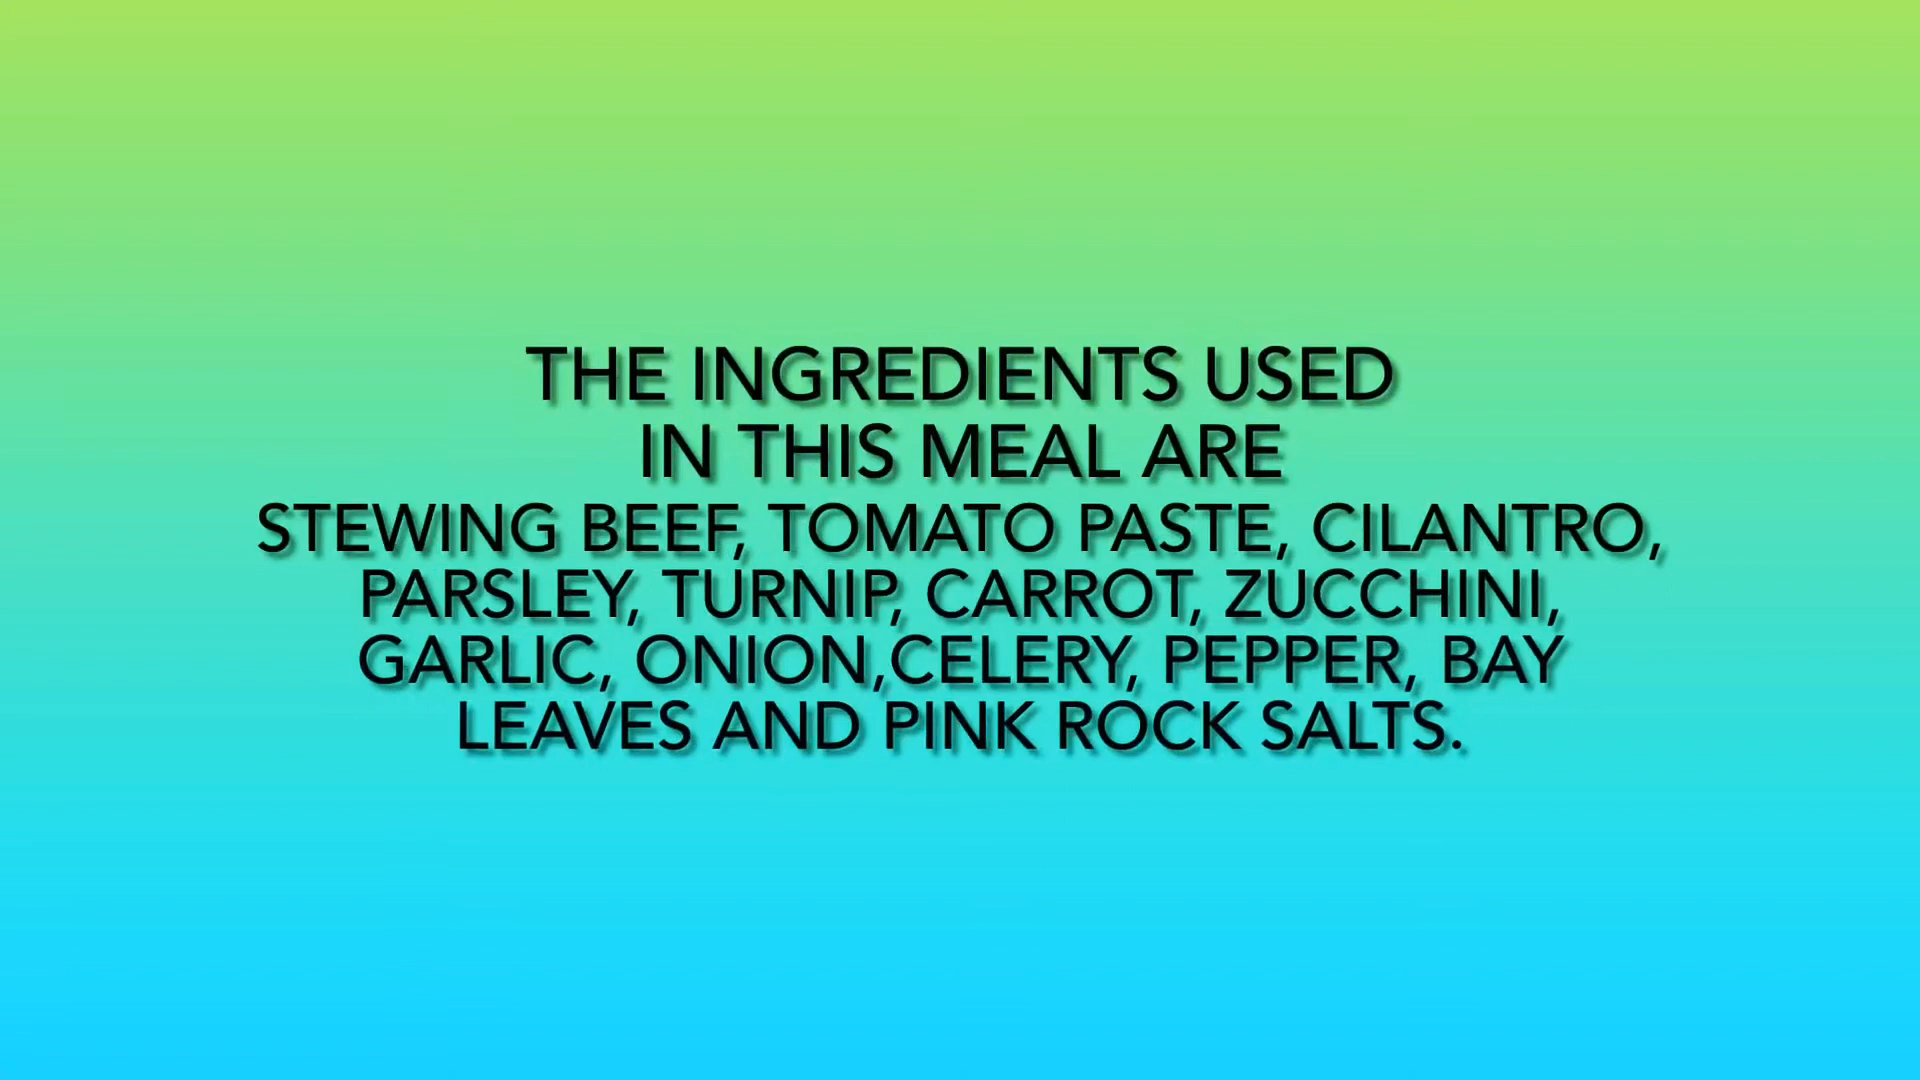 THE INGREDIENTS USED
IN THIS MEAL ARE
STEWING BEEF, TOMATO PASTE, CILANTRO,
PARSLEY, TURNIP, CARROT, ZUCCHINI,
GARLIC, ONION,CELERY, PEPPER, BAY
LEAVES AND PINK ROCK SALTS.